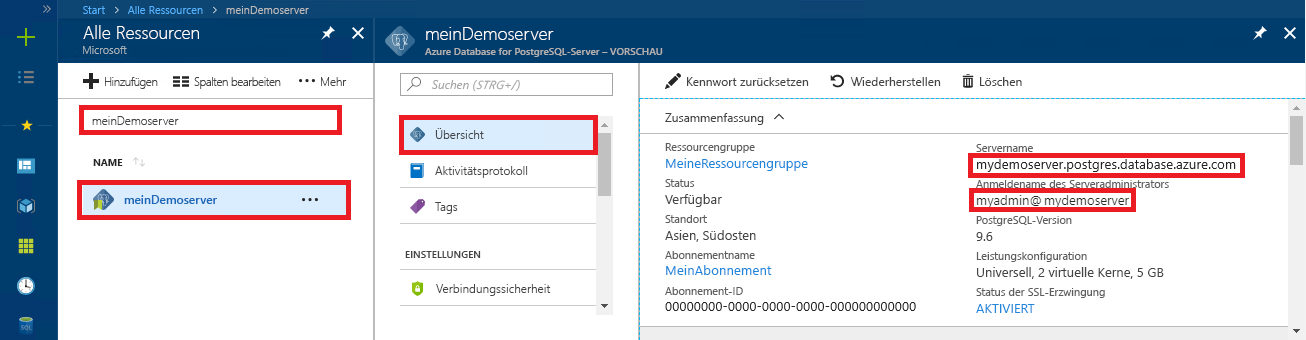 Start > Alle Ressourcen > meinDemoserver
Alle Ressourcen
Microsoft
Hinzufügen
Spalten bearbeiten
Mehr
meinDemoserver
NAME
meinDemoserver
meinDemoserver
Azure Database for PostgreSQL-Server – VORSCHAU
Suchen (STRG+/)
Übersicht
Aktivitätsprotokoll
Tags
EINSTELLUNGEN
Verbindungssicherheit
Kennwort zurücksetzen
Wiederherstellen
Löschen
Zusammenfassung
Ressourcengruppe
MeineRessourcengruppe
Status
Verfügbar
Standort
Asien, Südosten
Abonnementname
MeinAbonnement
Abonnement-ID
00000000-0000-0000-0000-000000000000
Servername
mydemoserver.postgres.database.azure.com
Anmeldename des Serveradministrators
myadmin@ mydemoserver
PostgreSQL-Version
9.6
Leistungskonfiguration
Universell, 2 virtuelle Kerne, 5 GB
Status der SSL-Erzwingung
AKTIVIERT
SQL